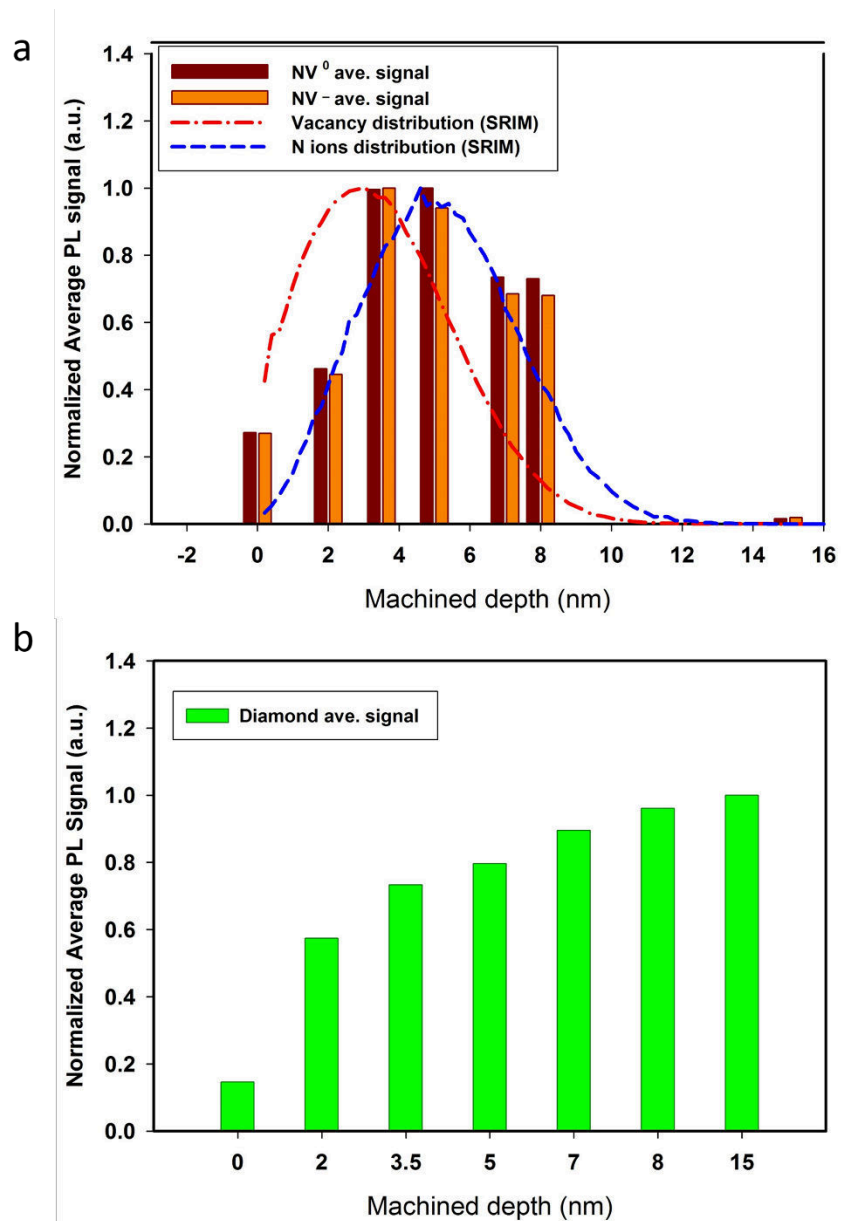 a
NV 0 ave. signal
NV – ave. signal
Vacancy distribution (SRIM)
N ions distribution (SRIM)
Normalized Average PL signal (a.u.)
1.4
1.2
1.0
0.8
0.6
0.4
0.2
0.0
-2 0 2 4 6 8 10 12 14 16
Machined depth (nm)
b
Diamond ave. signal
Normalized Average PL Signal (a.u.)
1.4
1.2
1.0
0.8
0.6
0.4
0.2
0.0
0 2 3.5 5 7 8 15
Machined depth (nm)